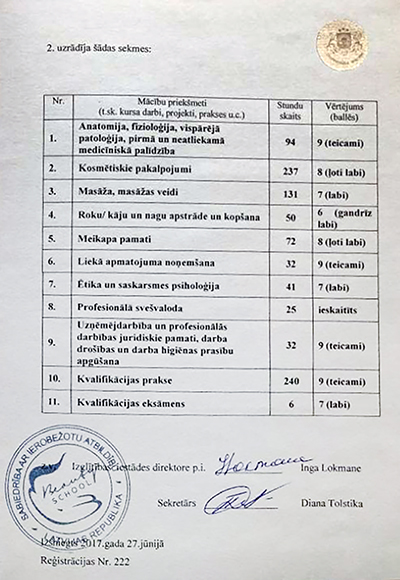 2. uzrādīja šādas sekmes:
Nr. Mācību priekšmeti Stundu Vērtējums
(t.sk. kursa darbi, projekti, prakses u.c.) skaits (ballēs)
Anatomija, fizioloģija, vispārējā
1. patoloģija, pirmā un neatliekamā 94 9 (teicami)
medicīniskā palīdzība
2. Kosmētiskie pakalpojumi 237 8 (ļoti labi)
3. Masāža, masāžas veidi 131 7 (labi)
4. Roku/ kāju un nagu apstrāde un kopšana 50 6 (gandrīz
labi)
5. Meikapa pamati 72 8 (ļoti labi)
6. Liekā apmatojuma noņemšana 32 9 (teicami)
7. Ētika un saskarsmes psiholoģija 41 7 (labi)
8. Profesionālā svešvaloda 25 ieskaitīts
Uzņēmējdarbība un profesionālās
9. darbības juridiskie pamati, darba 32 9 (teicami)
drošības un darba higiēnas prasību
apgūšana
10. Kvalifikācijas prakse 240 9 (teicami)
11. Kvalifikācijas eksāmens 6 7 (labi)
Izglītības iestādes direktore p.i. Inga Lokmane
Sekretārs Diana Tolstika
SABIEDRĪBA AR IEROBEŽOTU ATBILDĪBU
Beauty
SCHOOL
LATVIJAS REPUBLIKA
Izsniegts 2017.gada 27.jūnijā
Reģistrācijas Nr. 222